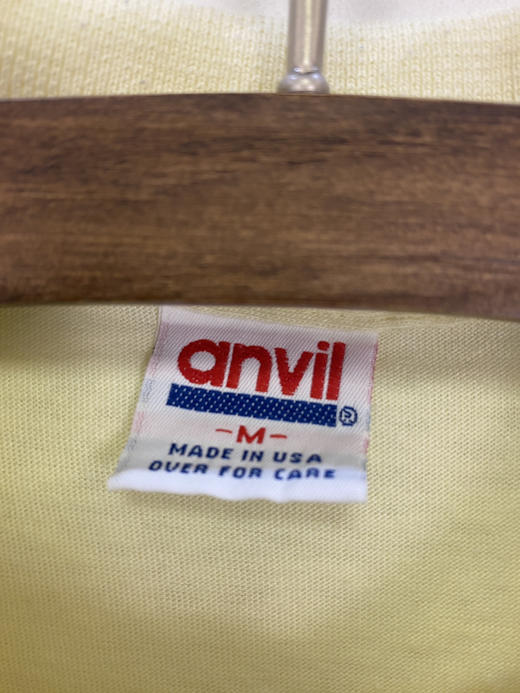 anvil
®
-M-
MADE IN USA
OVER FOR CARE